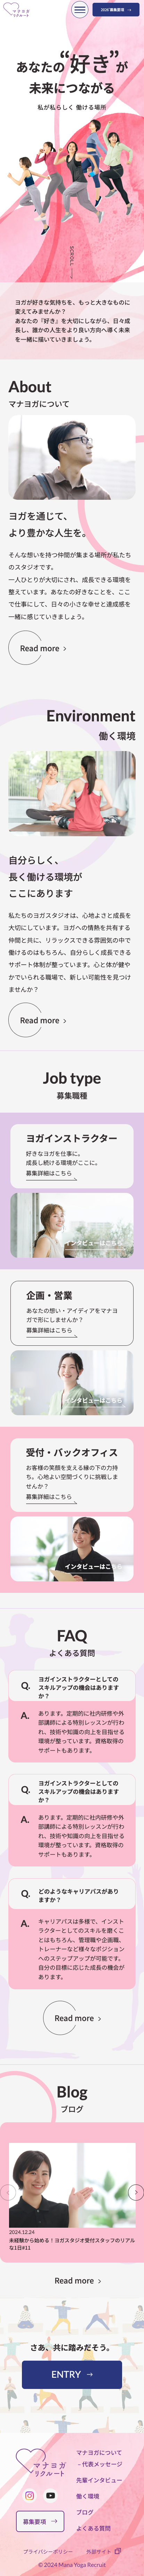 マナヨガ
リクルート
2026 募集要項
あなたの“好き”が
未来につながる
私が私らしく 働ける場所
SCROLL
ヨガが好きな気持ちを、もっと大きなものに
変えてみませんか？
あなたの「好き」を大切にしながら、日々成
長し、誰かの人生をより良い方向へ導く未来
を一緒に描いていきましょう。
About
マナヨガについて
ヨガを通じて、
より豊かな人生を。
そんな想いを持つ仲間が集まる場所が私たち
のスタジオです。
一人ひとりが大切にされ、成長できる環境を
整えています。あなたの好きなことを、ここ
で仕事にして、日々の小さな幸せと達成感を
一緒に感じていきましょう。
Read more
Environment
働く環境
自分らしく、
長く働ける環境が
ここにあります
私たちのヨガスタジオは、心地よさと成長を
大切にしています。ヨガへの情熱を共有する
仲間と共に、リラックスできる雰囲気の中で
働けるのはもちろん、自分らしく成長できる
サポート体制が整っています。心と体が健や
かでいられる職場で、新しい可能性を見つけ
ませんか？
Read more
Job type
募集職種
ヨガインストラクター
好きなヨガを仕事に。
成長し続ける環境がここに。
募集詳細はこちら
インタビューはこちら
企画・営業
あなたの想い・アイディアをマナヨ
ガで形にしませんか？
募集詳細はこちら
インタビューはこちら
受付・バックオフィス
お客様の笑顔を支える縁の下の力持
ち。心地よい空間づくりに挑戦しま
せんか？
募集詳細はこちら
インタビューはこちら
FAQ
よくある質問
Q. ヨガインストラクターとしての
スキルアップの機会はあります
か？
A. あります。定期的に社内研修や外
部講師による特別レッスンが行わ
れ、技術や知識の向上を目指せる
環境が整っています。資格取得の
サポートもあります。
Q. ヨガインストラクターとしての
スキルアップの機会はあります
か？
A. あります。定期的に社内研修や外
部講師による特別レッスンが行わ
れ、技術や知識の向上を目指せる
環境が整っています。資格取得の
サポートもあります。
Q. どのようなキャリアパスがあり
ますか？
A. キャリアパスは多様で、インスト
ラクターとしてのスキルを磨くこ
とはもちろん、管理職や企画職、
トレーナーなど様々なポジション
へのステップアップが可能です。
自分の目標に応じた成長の機会が
あります。
Read more
Blog
ブログ
2024.12.24
未経験から始める！ヨガスタジオ受付スタッフのリアル
な1日#11
Read more
さあ、共に踏みだそう。
ENTRY
マナヨガ
リクルート
募集要項
マナヨガについて
- 代表メッセージ
先輩インタビュー
働く環境
ブログ
よくある質問
プライバシーポリシー
外部サイト
© 2024 Mana Yoga Recruit